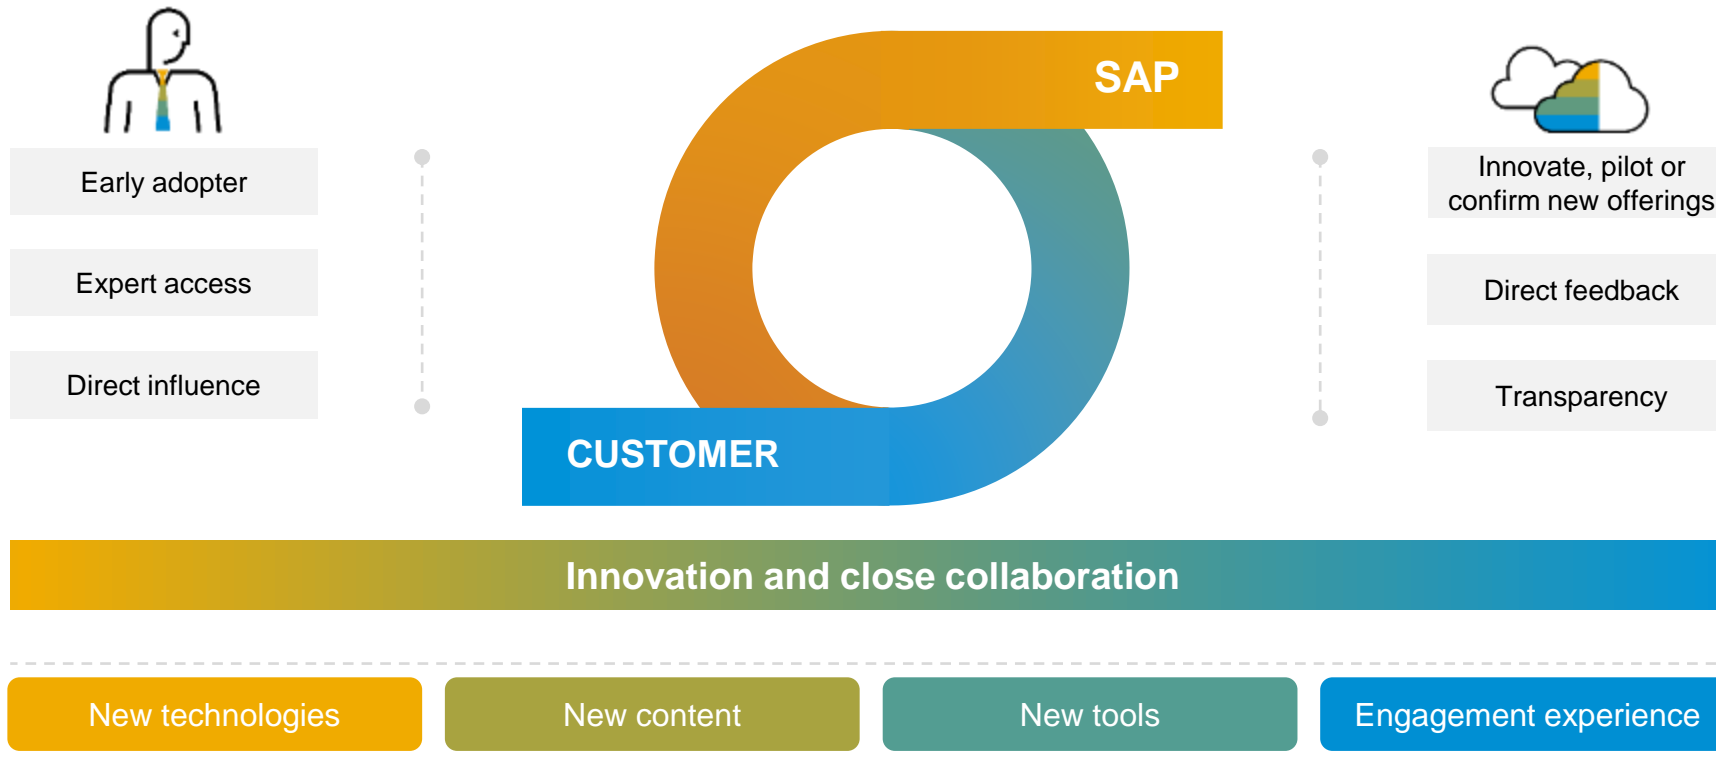 SAP
CUSTOMER
Early adopter
Expert access
Direct influence
Innovate, pilot or
confirm new offerings
Direct feedback
Transparency
Innovation and close collaboration
New technologies
New content
New tools
Engagement experience